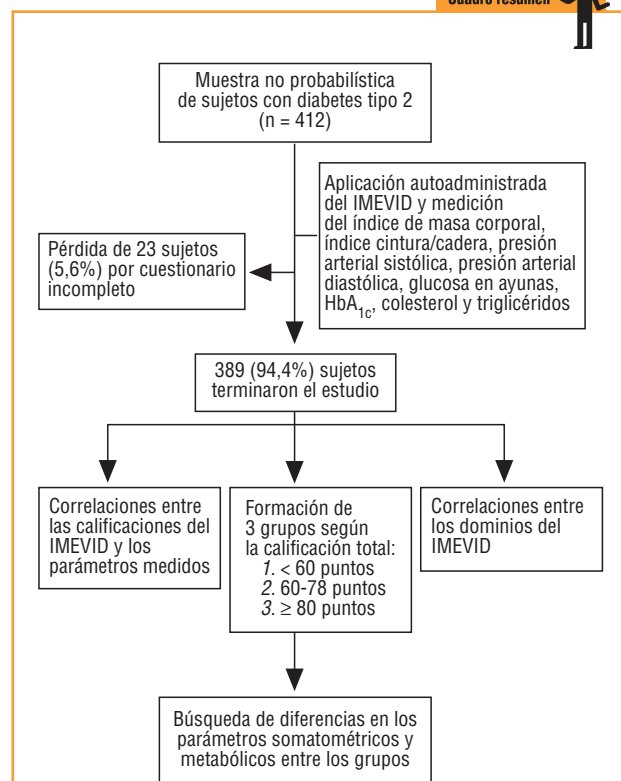 Cuadro resumen
Muestra no probabilística
de sujetos con diabetes tipo 2
(n = 412)
Aplicación autoadministrada
del IMEVID y medición
del índice de masa corporal,
índice cintura/cadera, presión
arterial sistólica, presión arterial
diastólica, glucosa en ayunas,
HbA1c, colesterol y triglicéridos
Pérdida de 23 sujetos
(5,6%) por cuestionario
incompleto
389 (94,4%) sujetos
terminaron el estudio
Correlaciones entre
las calificaciones del
IMEVID y los
parámetros medidos
Formación de
3 grupos según
la calificación total:
1. < 60 puntos
2. 60-78 puntos
3. ≥ 80 puntos
Correlaciones entre
los dominios del
IMEVID
Búsqueda de diferencias en los
parámetros somatométricos y
metabólicos entre los grupos